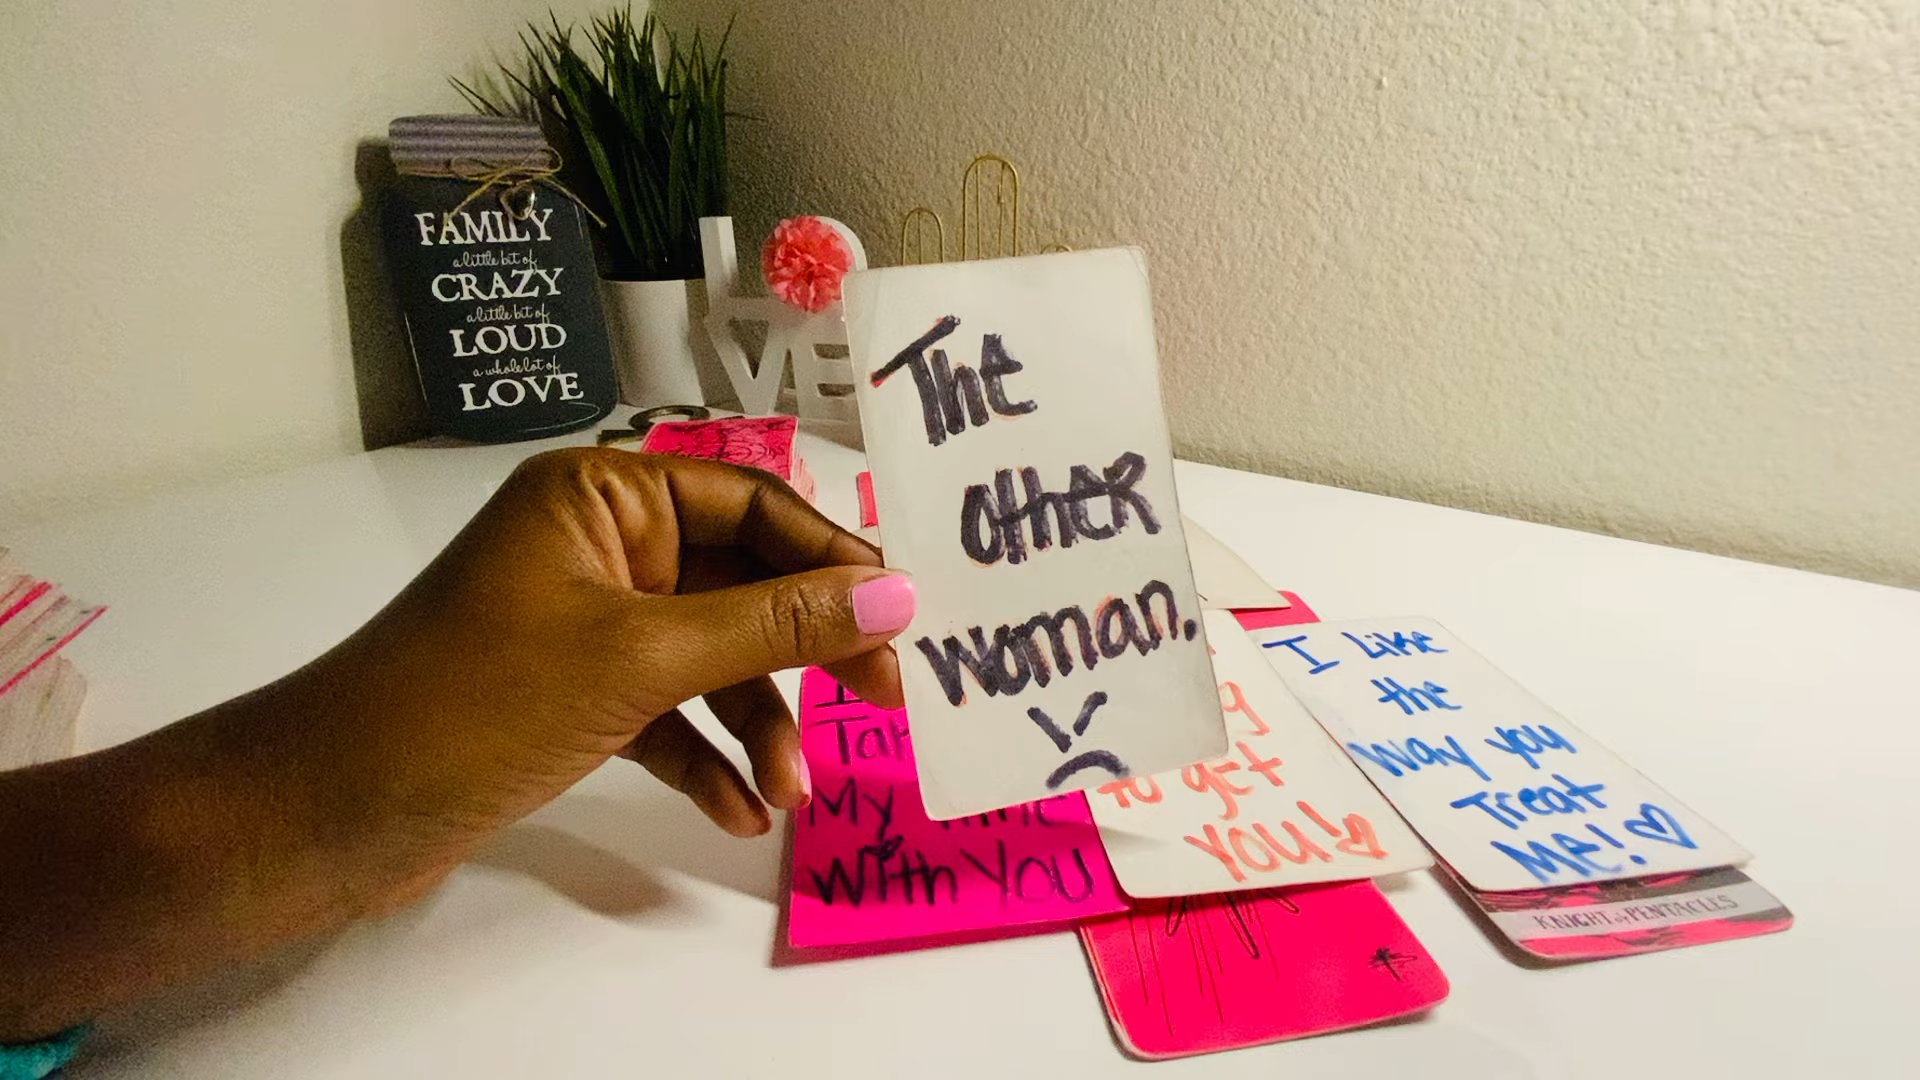 FAMILY
a little bit of
CRAZY
a little bit of
LOUD
a whole lot of
LOVE
LOVE
The
other
woman.
My
with You
to get
YOU!
I Like
the
way you
Treat
ME!
KNIGHT of PENTACLES